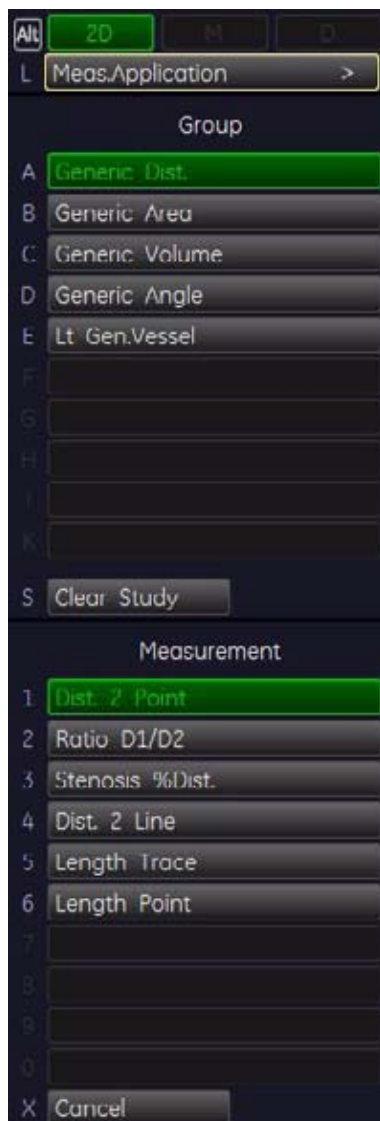 Alt 2D M D
L Meas.Application >
Group
A Generic Dist.
B Generic Area
C Generic Volume
D Generic Angle
E Lt Gen.Vessel
F
G
H
I
K
S Clear Study
Measurement
1 Dist. 2 Point
2 Ratio D1/D2
3 Stenosis %Dist.
4 Dist. 2 Line
5 Length Trace
6 Length Point
7
8
9
0
X Cancel